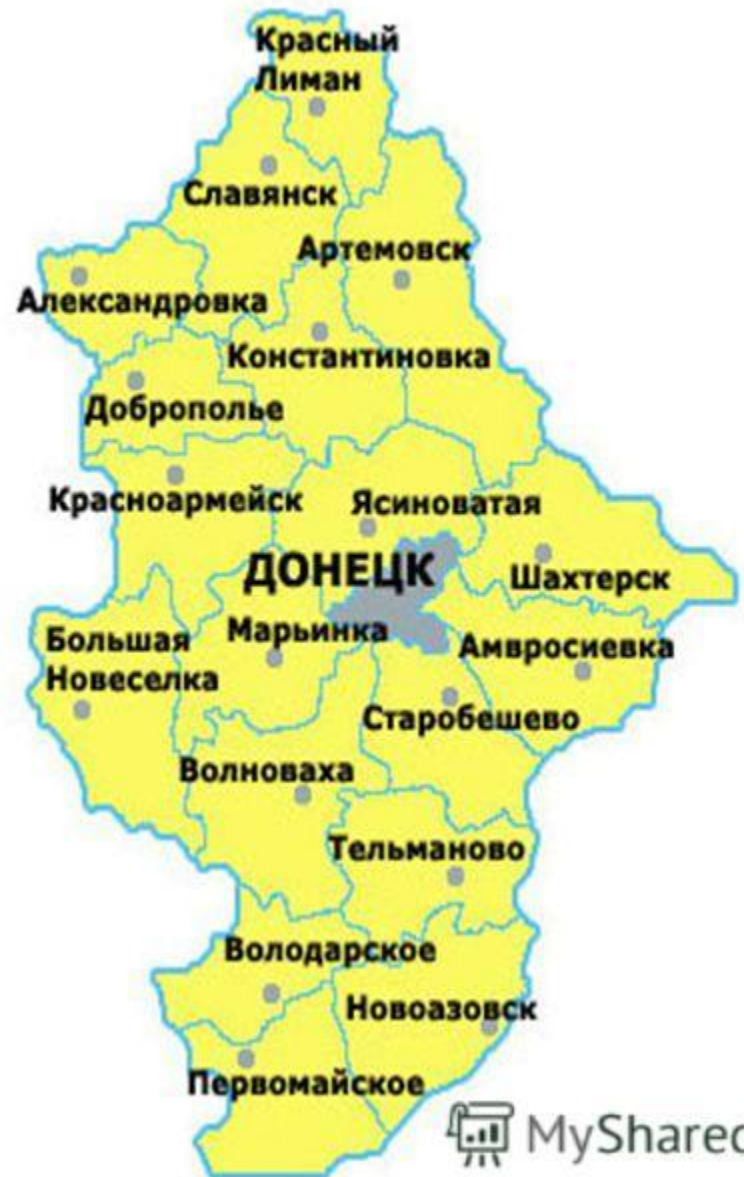 Красный
Лиман
Славянск
Артемовск
Александровка
Константиновка
Доброполье
Красноармейск
Ясиноватая
ДОНЕЦК
Шахтерск
Большая
Новеселка
Марьинка
Амвросиевка
Старобешево
Волноваха
Тельманово
Володарское
Новоазовск
Первомайское
MyShared